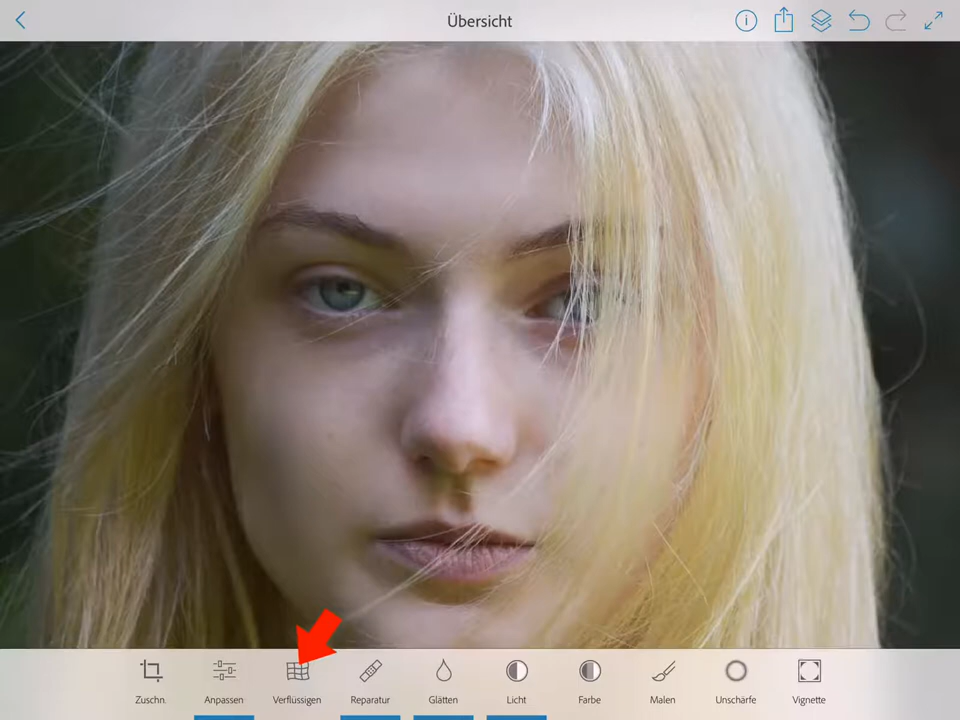 Übersicht
Zuschn.
Anpassen
Verflüssigen
Reparatur
Glätten
Licht
Farbe
Malen
Unschärfe
Vignette